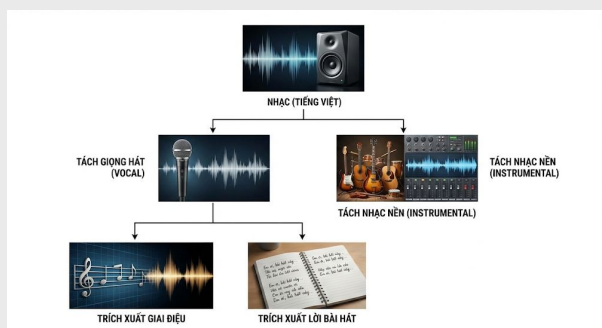 NHẠC (TIẾNG VIỆT)
TÁCH GIỌNG HÁT
(VOCAL)
TÁCH NHẠC NỀN
(INSTRUMENTAL)
TÁCH NHẠC NỀN (INSTRUMENTAL)
TRÍCH XUẤT GIAI ĐIỆU
TRÍCH XUẤT LỜI BÀI HÁT